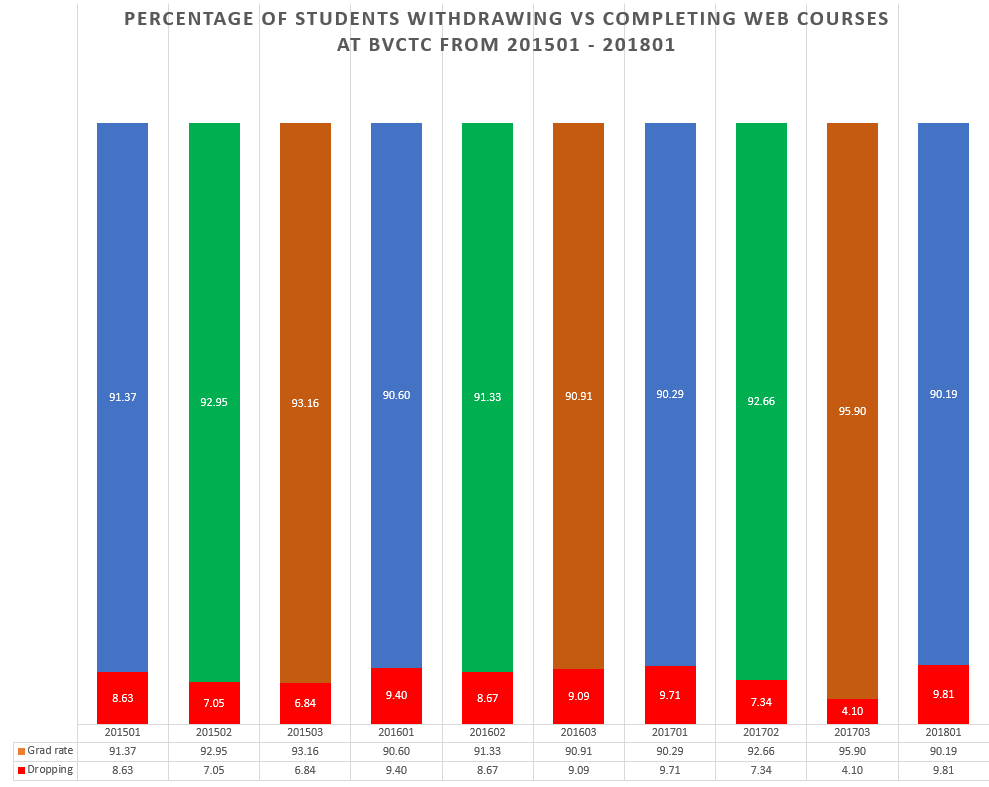 PERCENTAGE OF STUDENTS WITHDRAWING VS COMPLETING WEB COURSES
AT BVCTC FROM 201501 - 201801
91.37 92.95 93.16 90.60 91.33 90.91 90.29 92.66 95.90 90.19
8.63 7.05 6.84 9.40 8.67 9.09 9.71 7.34 4.10 9.81
201501 201502 201503 201601 201602 201603 201701 201702 201703 201801
Grad rate 91.37 92.95 93.16 90.60 91.33 90.91 90.29 92.66 95.90 90.19
Dropping 8.63 7.05 6.84 9.40 8.67 9.09 9.71 7.34 4.10 9.81